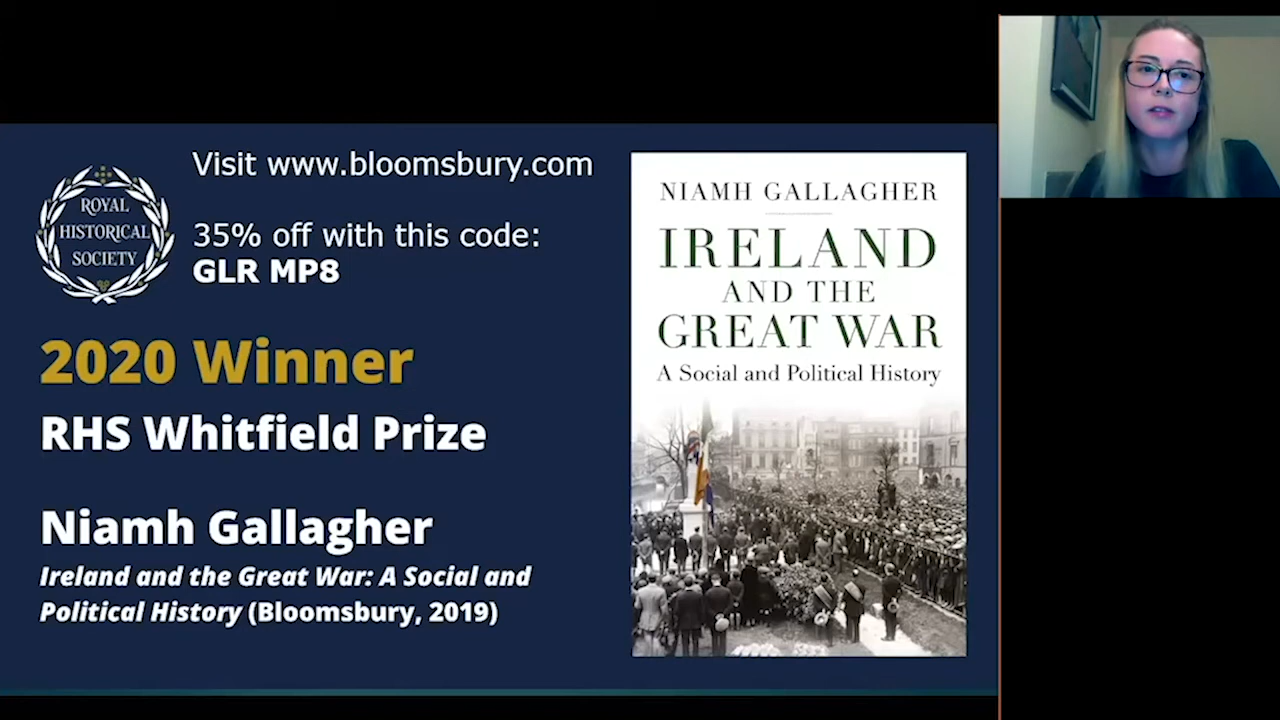 Visit www.bloomsbury.com
35% off with this code:
GLR MP8
ROYAL
HISTORICAL
SOCIETY
2020 Winner
RHS Whitfield Prize
Niamh Gallagher
Ireland and the Great War: A Social and
Political History (Bloomsbury, 2019)
NIAMH GALLAGHER
IRELAND
AND THE
GREAT WAR
A Social and Political History